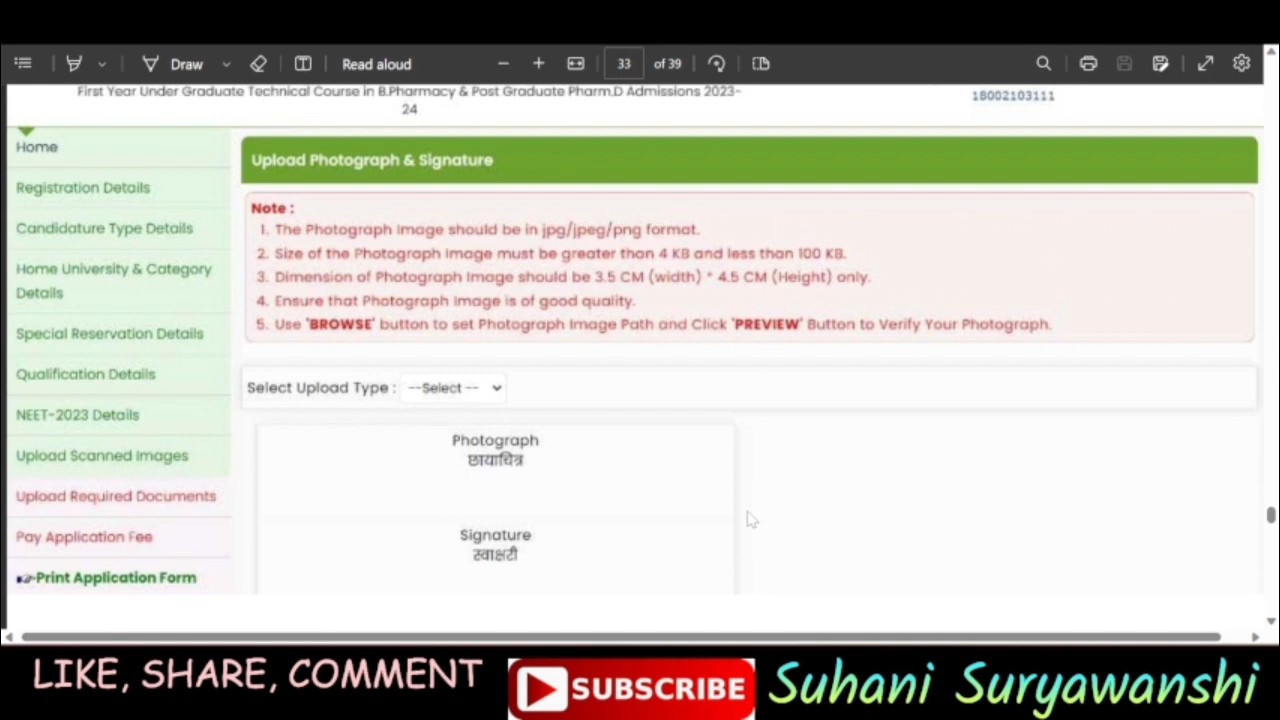 Draw
Read aloud
33 of 39
First Year Under Graduate Technical Course in B.Pharmacy & Post Graduate Pharm.D Admissions 2023-
24
18002103111
Home
Registration Details
Candidature Type Details
Home University & Category
Details
Special Reservation Details
Qualification Details
NEET-2023 Details
Upload Scanned Images
Upload Required Documents
Pay Application Fee
Print Application Form
Upload Photograph & Signature
Note :
1. The Photograph Image should be in jpg/jpeg/png format.
2. Size of the Photograph Image must be greater than 4 KB and less than 100 KB.
3. Dimension of Photograph Image should be 3.5 CM (width) * 4.5 CM (Height) only.
4. Ensure that Photograph Image is of good quality.
5. Use 'BROWSE' button to set Photograph Image Path and Click 'PREVIEW' Button to Verify Your Photograph.
Select Upload Type : --Select --
Photograph
छायाचित्र
Signature
स्वाक्षरी
LIKE, SHARE, COMMENT
SUBSCRIBE
Suhani Suryawanshi